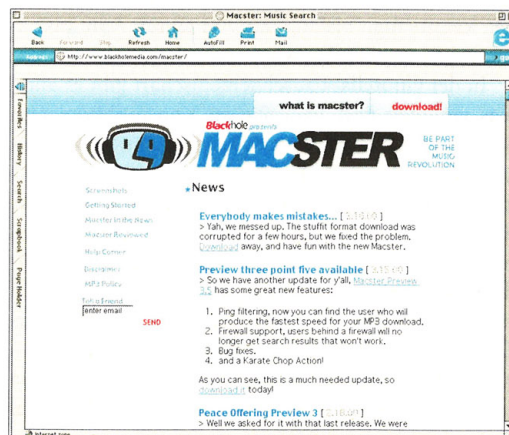 Macster: Music Search
Back Forward Stop Refresh Home AutoFill Print Mail
http://www.blackholemedia.com/macster/
what is macster? download!
Blackhole presents
MACSTER
BE PART
OF THE
MUSIC
REVOLUTION.
Favorites
History
Search
Scrapbook
Page Holder
Screenshots
Getting Started
Macster in the News
Macster Reviewed
Help Corner
Disclaimer
MP3 Policy
Tell a Friend
enter email
SEND
News
Everybody makes mistakes... [ ]
> Yah, we messed up. The stuffit format download was
corrupted for a few hours, but we fixed the problem.
Download away, and have fun with the new Macster.
Preview three point five available [ ]
> So we have another update for y'all, Macster Preview
3.5 has some great new features:
1. Ping filtering, now you can find the user who will
produce the fastest speed for your MP3 download.
2. Firewall support, users behind a firewall will no
longer get search results that won't work.
3. Bug fixes.
4. and a Karate Chop Action!
As you can see, this is a much needed update, so
download it today!
Peace Offering Preview 3 [ ]
> Well we asked for it with that last release. We were
Internet zone